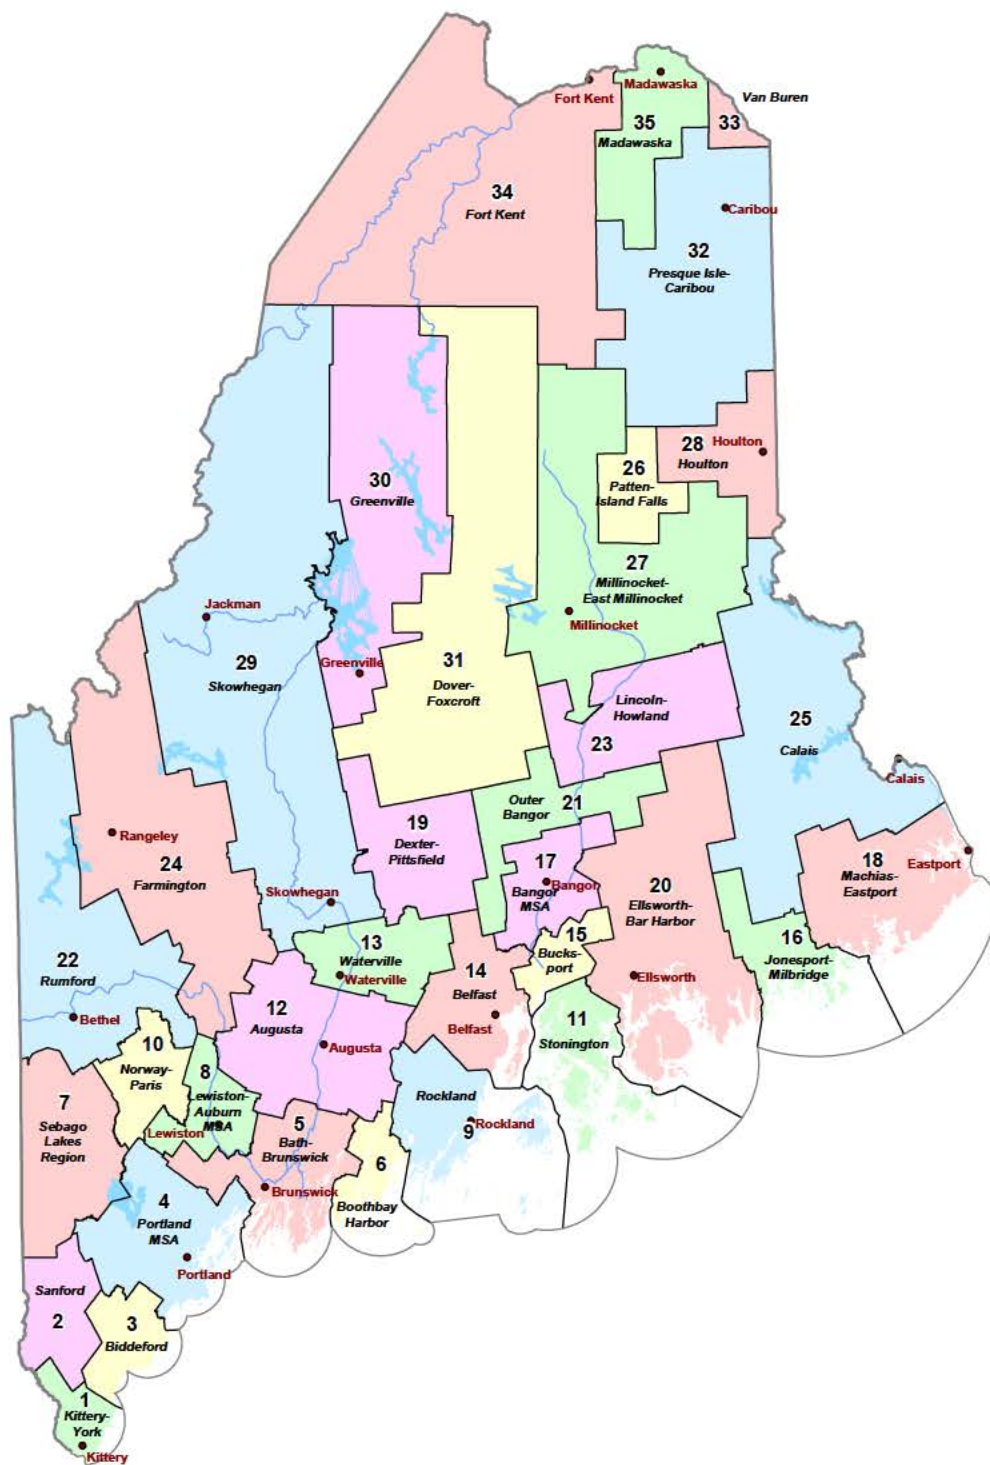 Fort Kent
Madawaska
Van Buren
33
35
Madawaska
34
Fort Kent
Caribou
32
Presque Isle-
Caribou
28
Houlton
Houlton
26
Patten-
Island Falls
30
Greenville
27
Millinocket-
East Millinocket
Millinocket
Jackman
29
Skowhegan
Greenville
31
Dover-
Foxcroft
Lincoln-
Howland
23
25
Calais
Calais
Outer
Bangor
21
19
Dexter-
Pittsfield
Rangeley
24
Farmington
17
Bangor
MSA
Bangor
18
Machias-
Eastport
Eastport
20
Ellsworth-
Bar Harbor
Skowhegan
13
Waterville
Waterville
15
Bucks-
port
16
Jonesport-
Milbridge
22
Rumford
14
Belfast
Belfast
Ellsworth
12
Augusta
Augusta
Bethel
11
Stonington
10
Norway-
Paris
8
Lewiston-
Auburn
MSA
Lewiston
7
Sebago
Lakes
Region
5
Bath-
Brunswick
Brunswick
Rockland
Rockland
9
6
Boothbay
Harbor
4
Portland
MSA
Portland
Sanford
2
3
Biddeford
1
Kittery-
York
Kittery